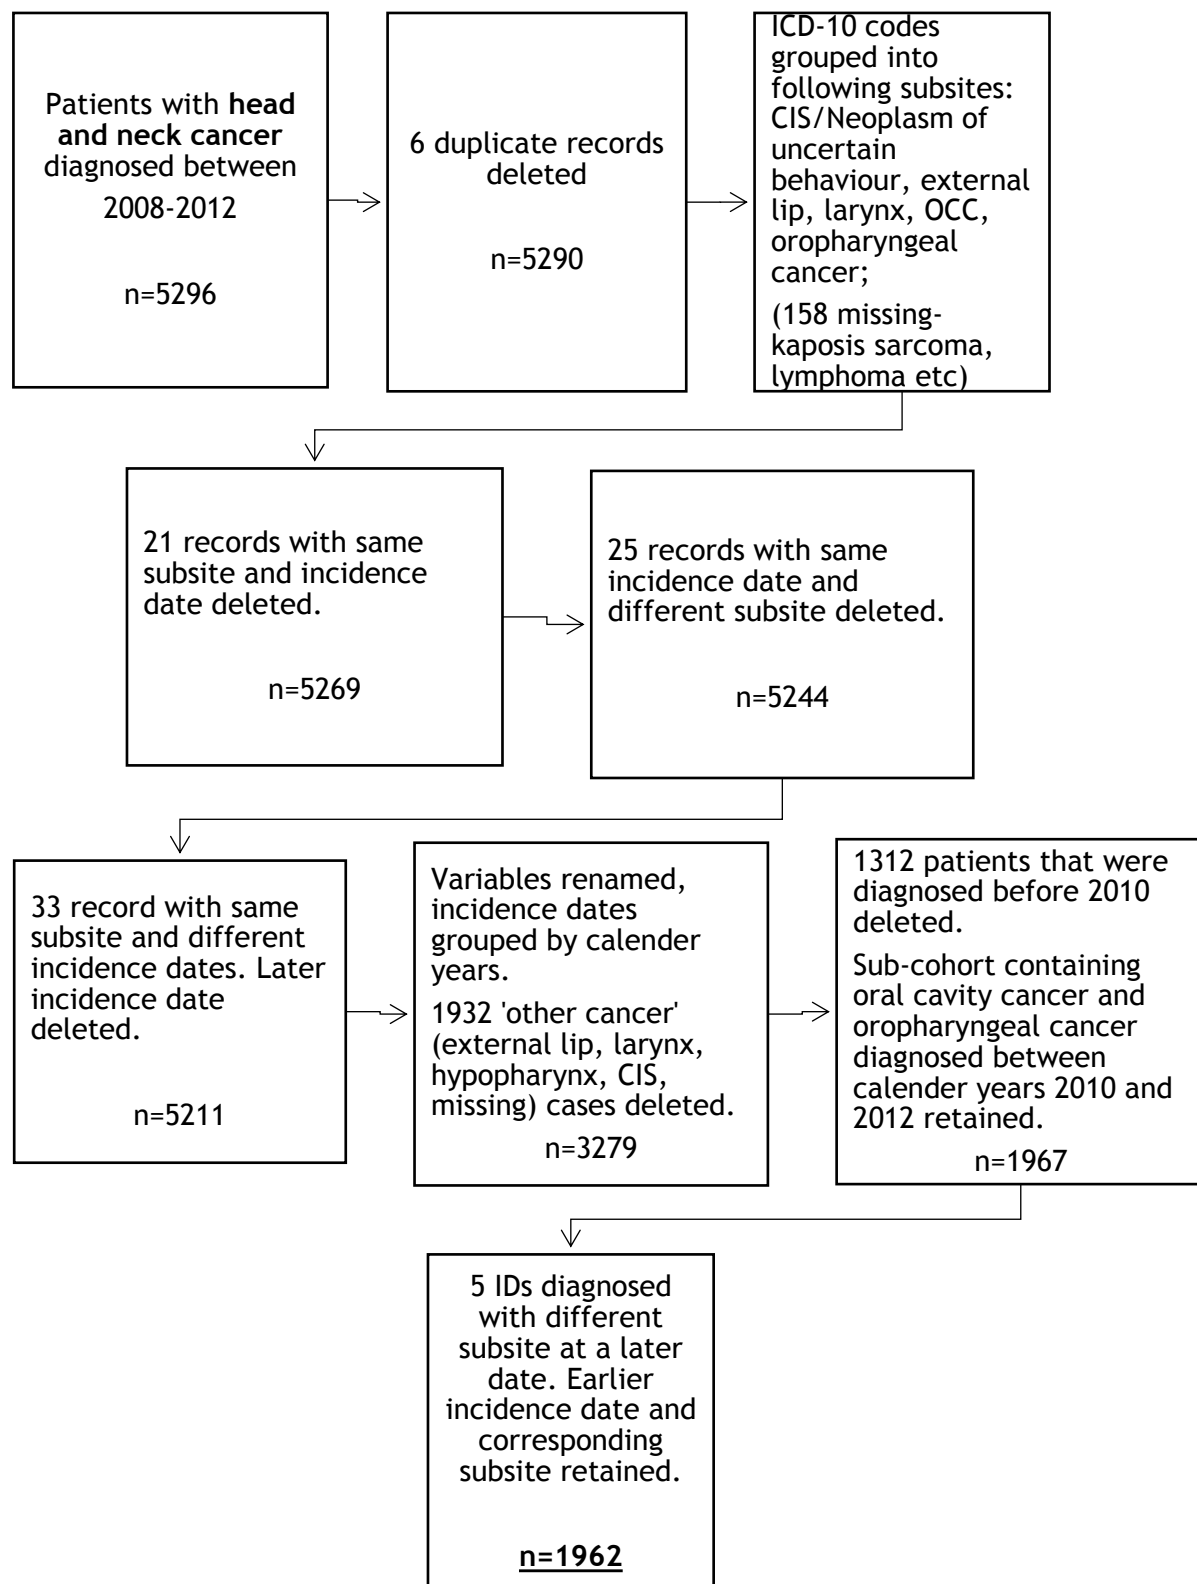 Patients with head
and neck cancer
diagnosed between
2008-2012
n=5296
6 duplicate records
deleted
n=5290
ICD-10 codes
grouped into
following subsites:
CIS/Neoplasm of
uncertain
behaviour, external
lip, larynx, OCC,
oropharyngeal
cancer;
(158 missing-
kaposis sarcoma,
lymphoma etc)
21 records with same
subsite and incidence
date deleted.
n=5269
25 records with same
incidence date and
different subsite deleted.
n=5244
33 record with same
subsite and different
incidence dates. Later
incidence date
deleted.
n=5211
Variables renamed,
incidence dates
grouped by calender
years.
1932 'other cancer'
(external lip, larynx,
hypopharynx, CIS,
missing) cases deleted.
n=3279
1312 patients that were
diagnosed before 2010
deleted.
Sub-cohort containing
oral cavity cancer and
oropharyngeal cancer
diagnosed between
calender years 2010 and
2012 retained.
n=1967
5 IDs diagnosed
with different
subsite at a later
date. Earlier
incidence date and
corresponding
subsite retained.
n=1962